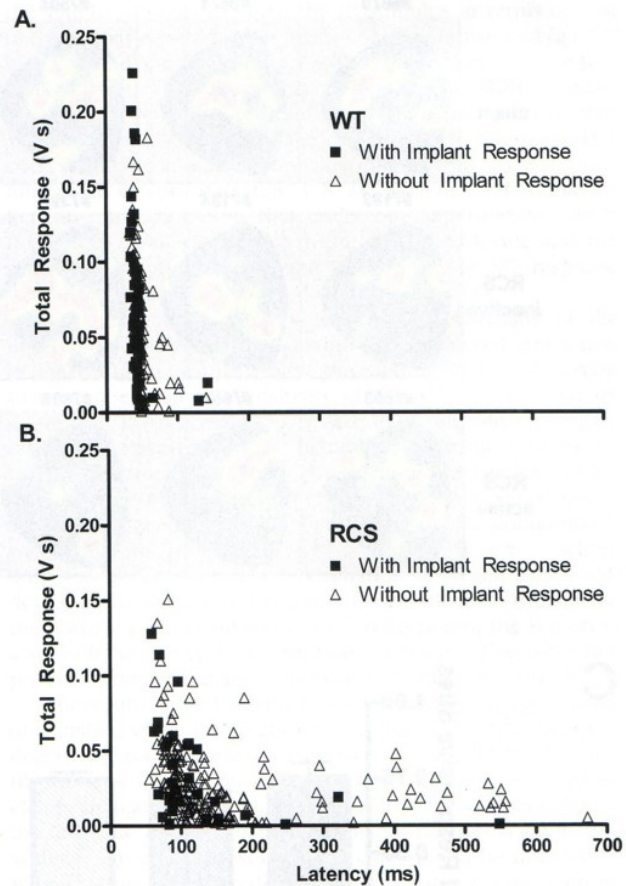 A.
0.25
0.20
0.15
0.10
0.05
0.00
Total Response (V s)
WT
With Implant Response
Without Implant Response
B.
0.25
0.20
0.15
0.10
0.05
0.00
Total Response (V s)
RCS
With Implant Response
Without Implant Response
0 100 200 300 400 500 600 700
Latency (ms)